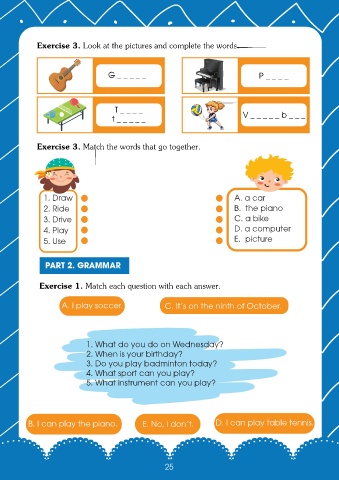 Exercise 3. Look at the pictures and complete the words
G _ _ _ _ _
P _ _ _ _
T _ _ _ _
t _ _ _ _ _
V _ _ _ _ _ b _ _ _
Exercise 3. Match the words that go together.
1. Draw
2. Ride
3. Drive
4. Play
5. Use
A. a car
B. the piano
C. a bike
D. a computer
E. picture
PART 2. GRAMMAR
Exercise 1. Match each question with each answer.
A. I play soccer.
C. It's on the ninth of October.
1. What do you do on Wednesday?
2. When is your birthday?
3. Do you play badminton today?
4. What sport can you play?
5. What instrument can you play?
B. I can play the piano.
E. No, I don't.
D. I can play table tennis.
25